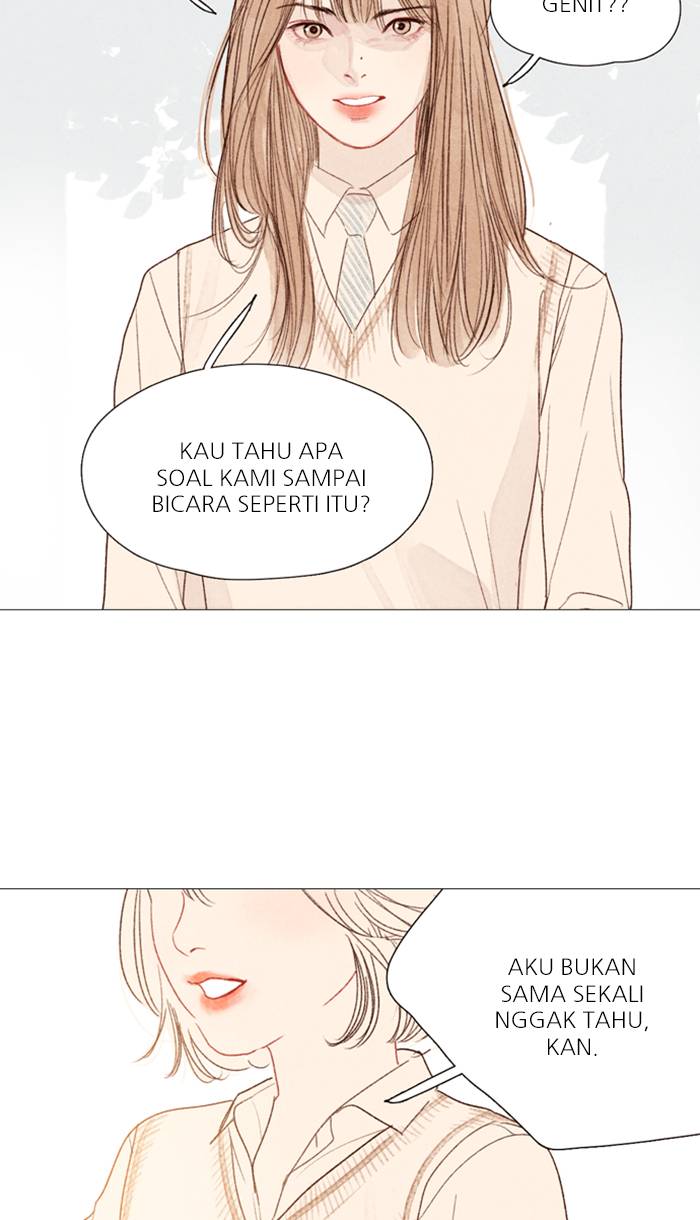 GENIT??
KAU TAHU APA
SOAL KAMI SAMPAI
BICARA SEPERTI ITU?
AKU BUKAN
SAMA SEKALI
NGGAK TAHU,
KAN.